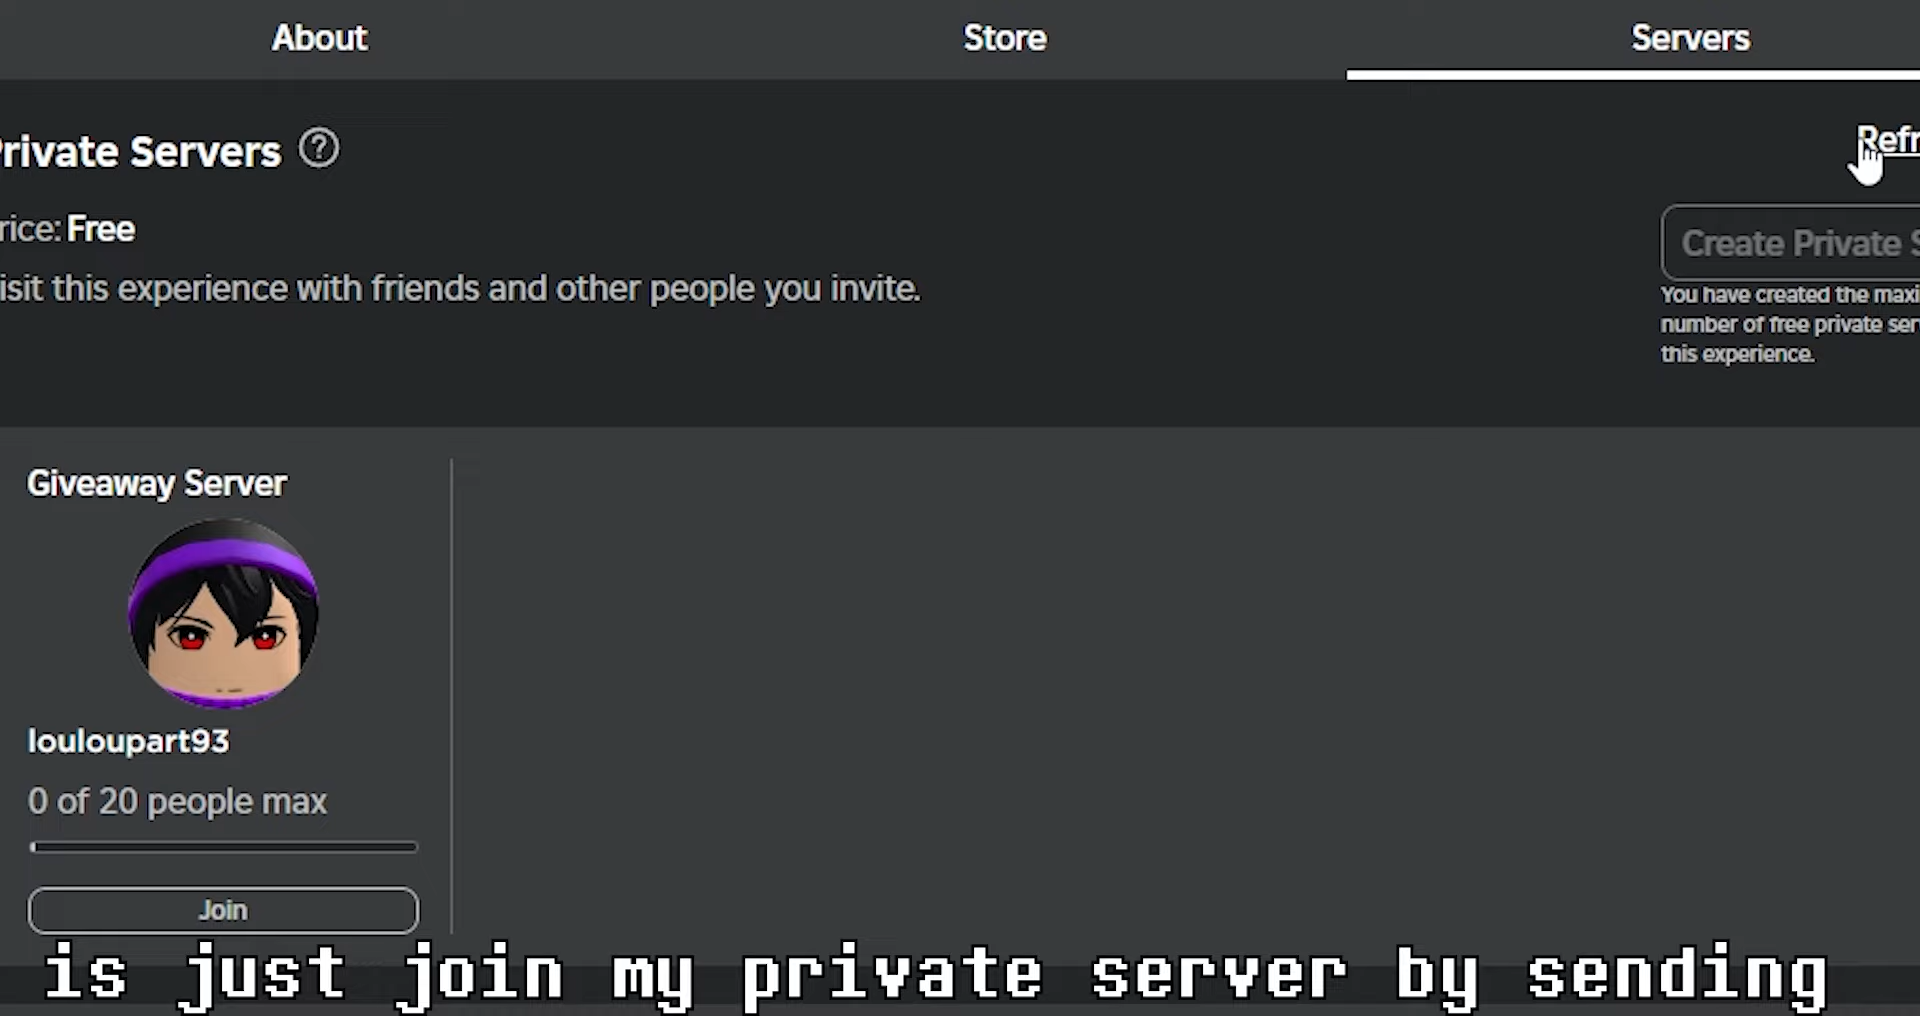 About
Store
Servers
rivate Servers
Refr
rice: Free
isit this experience with friends and other people you invite.
Create Private S
You have created the maxi
number of free private ser
this experience.
Giveaway Server
louloupart93
0 of 20 people max
Join
is just join my private server by sending